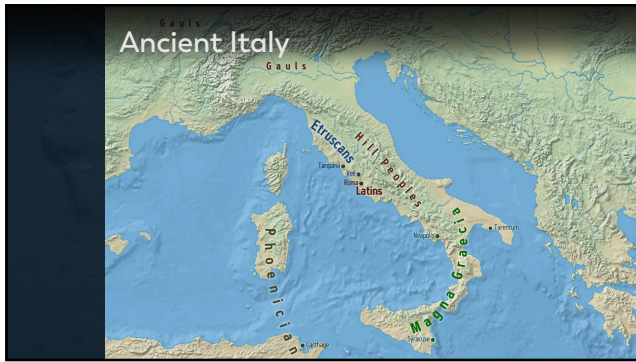 Gauls
Ancient Italy
Gauls
Etruscans
Hill Peoples
Tarquinii
Veii
Roma
Latins
Magna Graecia
Tarentum
Neapolis
Phoenician
Syracuse
Carthage